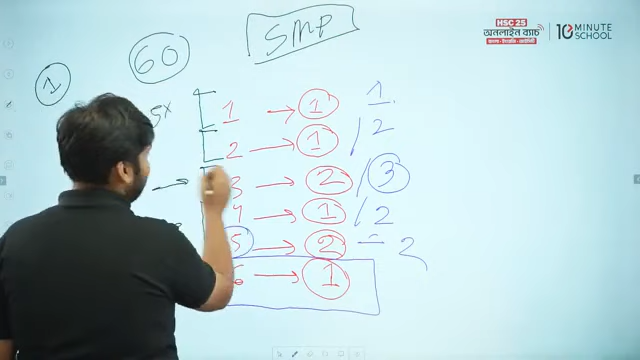 HSC 25
অনলাইন ব্যাচ
বাংলা · ইংরেজি · আইসিটি
10 MINUTE SCHOOL
SMP
60
1
5x
1 → 1 1.
2 → 1 / 2
3 → 2 / 3
4 → 1 / 2
5 → 2 = 2
6 → 1